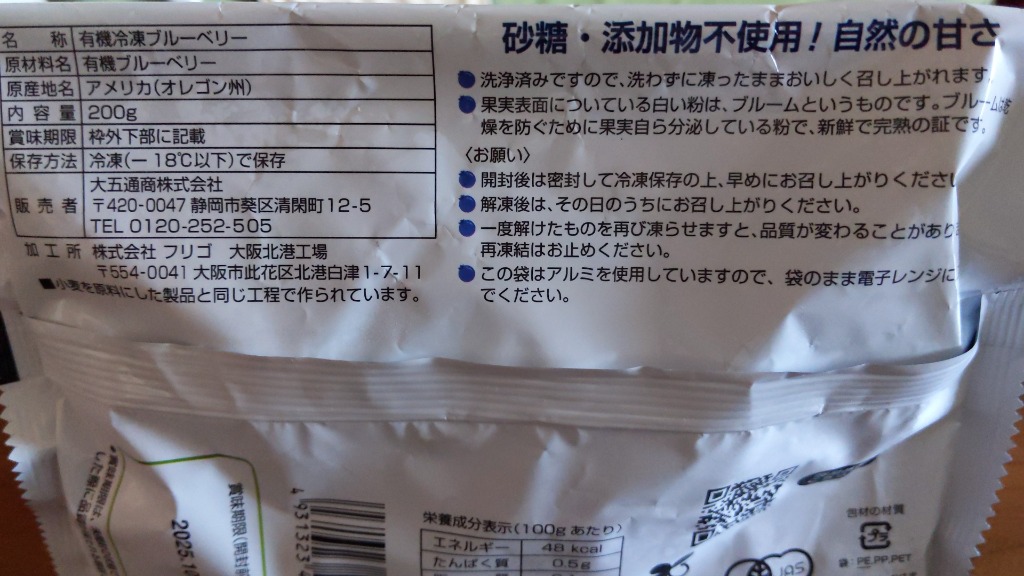 名 称 有機冷凍ブルーベリー
原材料名 有機ブルーベリー
原産地名 アメリカ(オレゴン州)
内容量 200g
賞味期限 枠外下部に記載
保存方法 冷凍(ー18℃以下)で保存
販売者 大五通商株式会社
〒420-0047 静岡市葵区清閑町12-5
TEL 0120-252-505
加工所 株式会社 フリゴ 大阪北港工場
〒554-0041 大阪市此花区北港白津1-7-11
■小麦を原料にした製品と同じ工程で作られています。
砂糖・添加物不使用!自然の甘さ
洗浄済みですので、洗わずに凍ったままおいしく召し上がれます
果実表面についている白い粉は、ブルームというものです。ブルームは乾
燥を防ぐために果実自ら分泌している粉で、新鮮で完熟の証です。
〈お願い〉
開封後は密封して冷凍保存の上、早めにお召し上がりくださ
解凍後は、その日のうちにお召し上がりください。
一度解けたものを再び凍らせますと、品質が変わることがあり
再凍結はお止めください。
この袋はアルミを使用していますので、袋のまま電子レンジに
でください。
賞味期限(開封前
2025.10
4 931323 4
栄養成分表示(100gあたり)
エネルギー 48 kcal
たんぱく質 0.5g
JAS
包材の材質
プラ
袋:PE,PP,PET